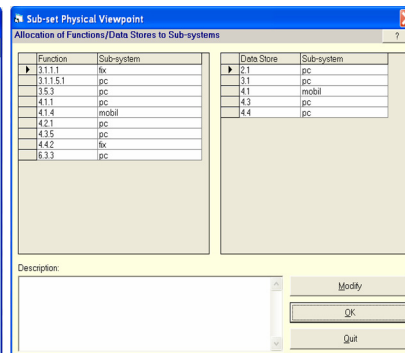 Sub-set Physical Viewpoint
Allocation of Functions/Data Stores to Sub-systems
?
Function Sub-system
3.1.1.1 fix
3.1.1.5.1 pc
3.5.3 pc
4.1.1 pc
4.1.4 mobil
4.2.1 pc
4.3.5 pc
4.4.2 fix
6.3.3 pc
Data Store Sub-system
2.1 pc
3.1 pc
4.1 mobil
4.3 pc
4.4 pc
Description:
Modify
OK
Quit